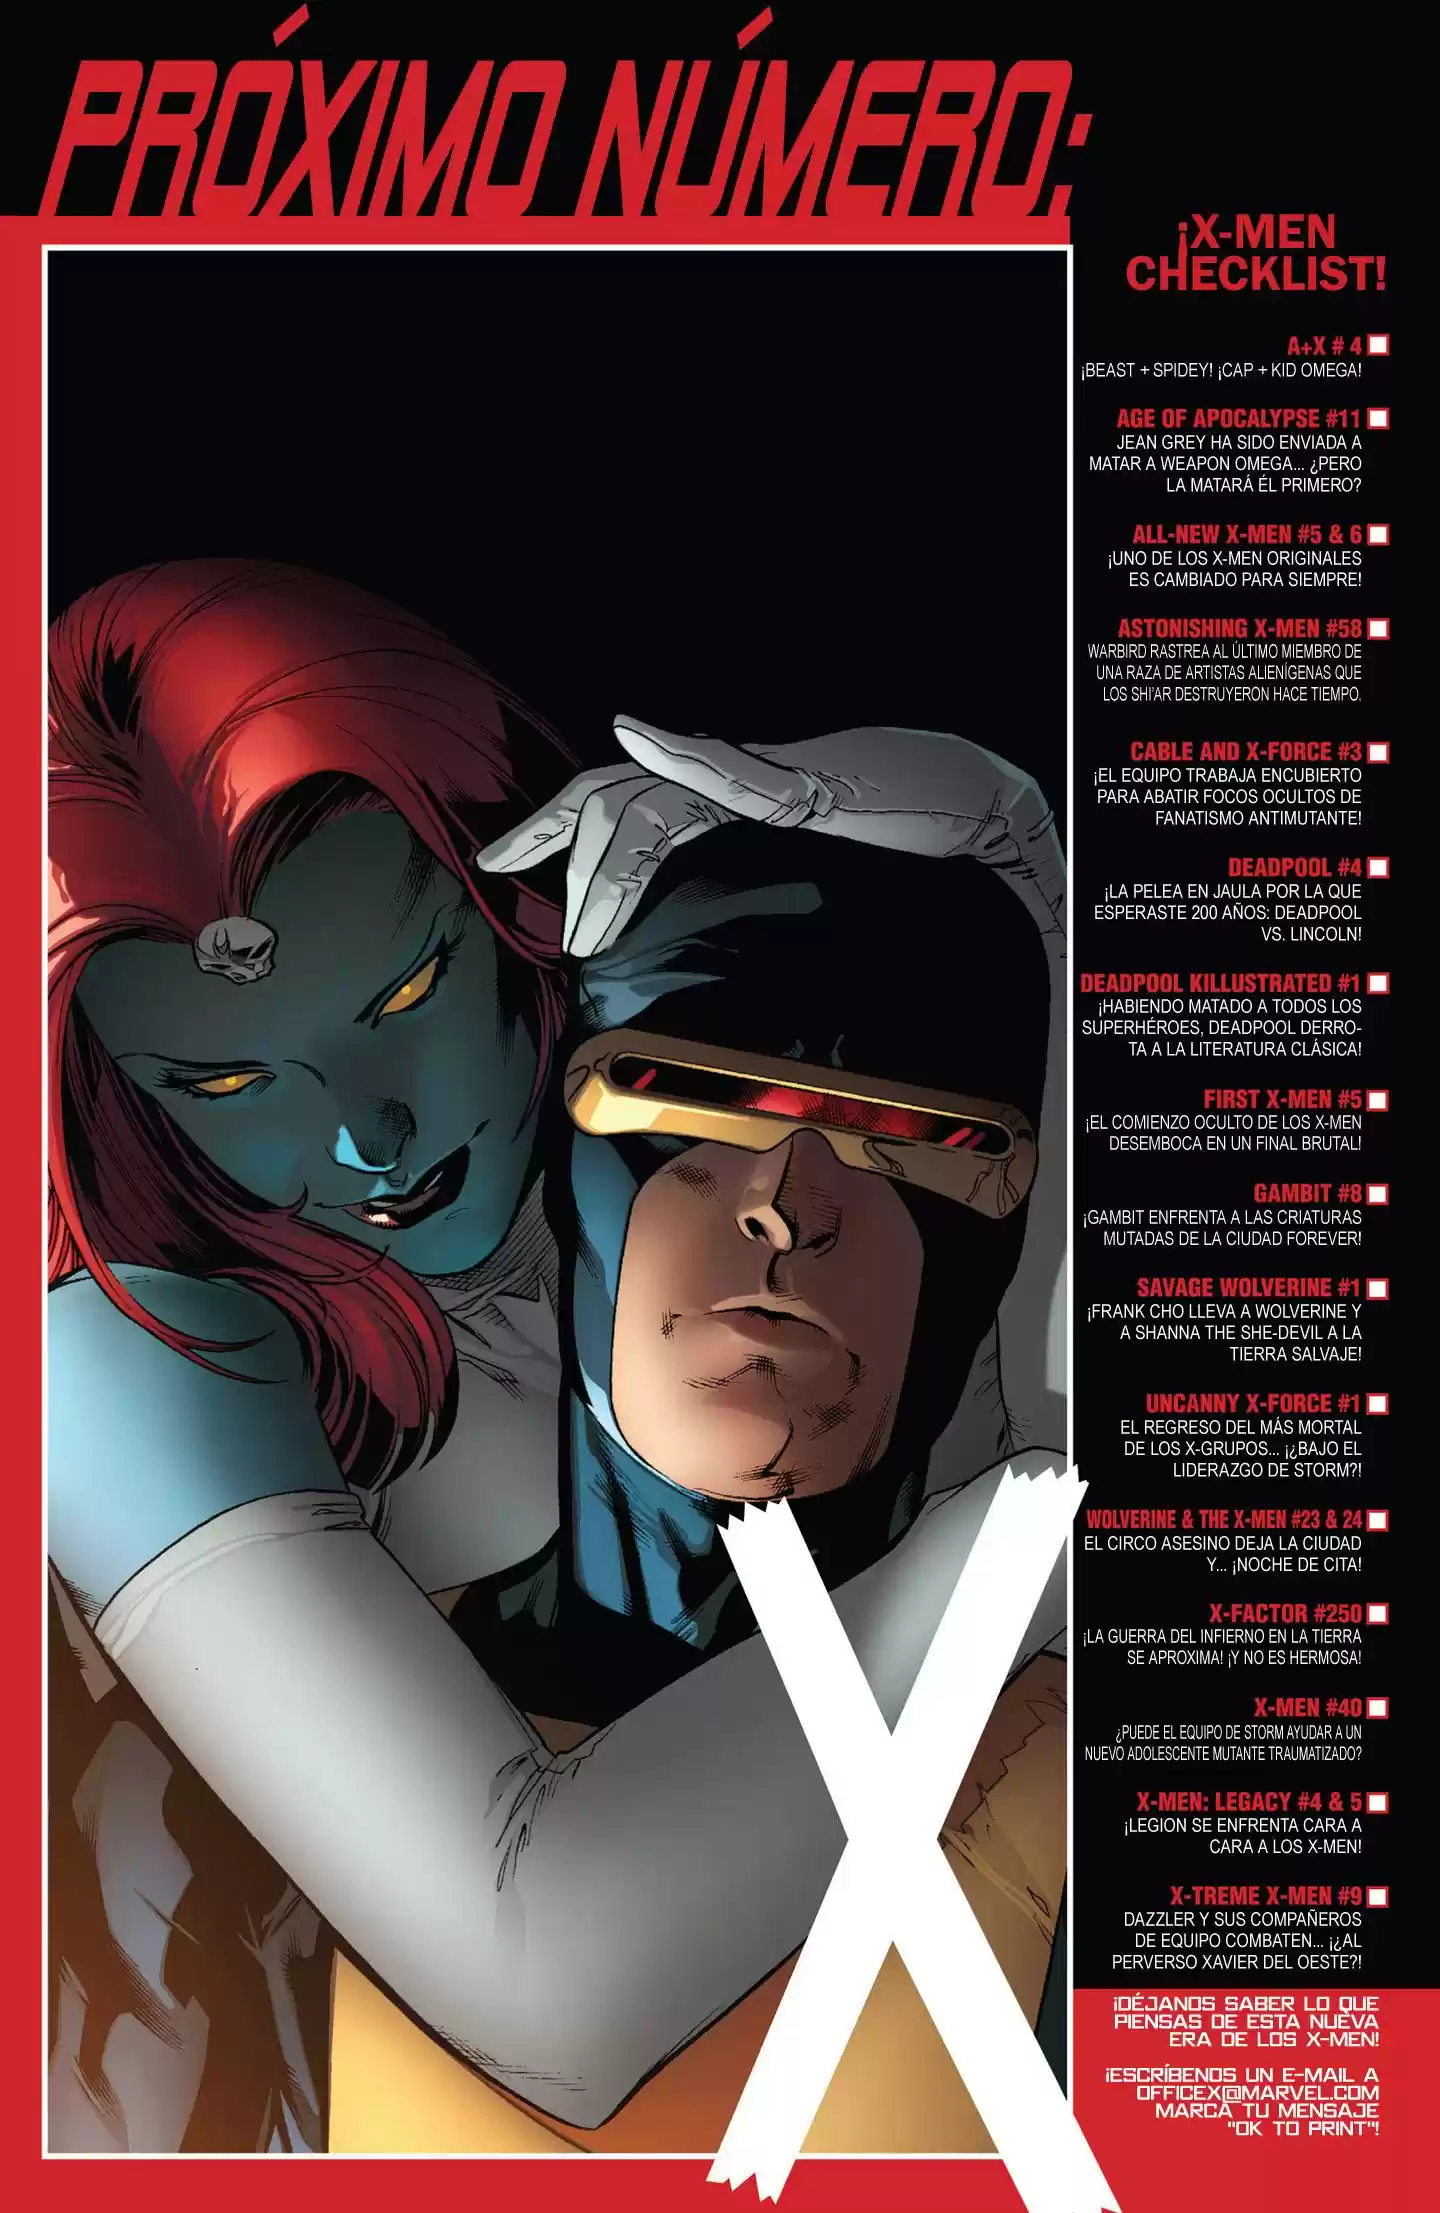 PRÓXIMO NÚMERO:
¡X-MEN
CHECKLIST!
A+X # 4
¡BEAST + SPIDEY! ¡CAP + KID OMEGA!
AGE OF APOCALYPSE #11
JEAN GREY HA SIDO ENVIADA A
MATAR A WEAPON OMEGA... ¿PERO
LA MATARÁ ÉL PRIMERO?
ALL-NEW X-MEN #5 & 6
¡UNO DE LOS X-MEN ORIGINALES
ES CAMBIADO PARA SIEMPRE!
ASTONISHING X-MEN #58
WARBIRD RASTREA AL ÚLTIMO MIEMBRO DE
UNA RAZA DE ARTISTAS ALIENÍGENAS QUE
LOS SHI'AR DESTRUYERON HACE TIEMPO.
CABLE AND X-FORCE #3
¡EL EQUIPO TRABAJA ENCUBIERTO
PARA ABATIR FOCOS OCULTOS DE
FANATISMO ANTIMUTANTE!
DEADPOOL #4
¡LA PELEA EN JAULA POR LA QUE
ESPERASTE 200 AÑOS: DEADPOOL
VS. LINCOLN!
DEADPOOL KILLUSTRATED #1
¡HABIENDO MATADO A TODOS LOS
SUPERHÉROES, DEADPOOL DERRO-
TA A LA LITERATURA CLÁSICA!
FIRST X-MEN #5
¡EL COMIENZO OCULTO DE LOS X-MEN
DESEMBOCA EN UN FINAL BRUTAL!
GAMBIT #8
¡GAMBIT ENFRENTA A LAS CRIATURAS
MUTADAS DE LA CIUDAD FOREVER!
SAVAGE WOLVERINE #1
¡FRANK CHO LLEVA A WOLVERINE Y
A SHANNA THE SHE-DEVIL A LA
TIERRA SALVAJE!
UNCANNY X-FORCE #1
EL REGRESO DEL MÁS MORTAL
DE LOS X-GRUPOS... ¡¿BAJO EL
LIDERAZGO DE STORM?!
WOLVERINE & THE X-MEN #23 & 24
EL CIRCO ASESINO DEJA LA CIUDAD
Y... ¡NOCHE DE CITA!
X-FACTOR #250
¡LA GUERRA DEL INFIERNO EN LA TIERRA
SE APROXIMA! ¡Y NO ES HERMOSA!
X-MEN #40
¿PUEDE EL EQUIPO DE STORM AYUDAR A UN
NUEVO ADOLESCENTE MUTANTE TRAUMATIZADO?
X-MEN: LEGACY #4 & 5
¡LEGION SE ENFRENTA CARA A
CARA A LOS X-MEN!
X-TREME X-MEN #9
DAZZLER Y SUS COMPAÑEROS
DE EQUIPO COMBATEN... ¡¿AL
PERVERSO XAVIER DEL OESTE?!
¡DÉJANOS SABER LO QUE
PIENSAS DE ESTA NUEVA
ERA DE LOS X-MEN!
¡ESCRÍBENOS UN E-MAIL A
OFFICEX@MARVEL.COM
MARCA TU MENSAJE
"OK TO PRINT"!
X